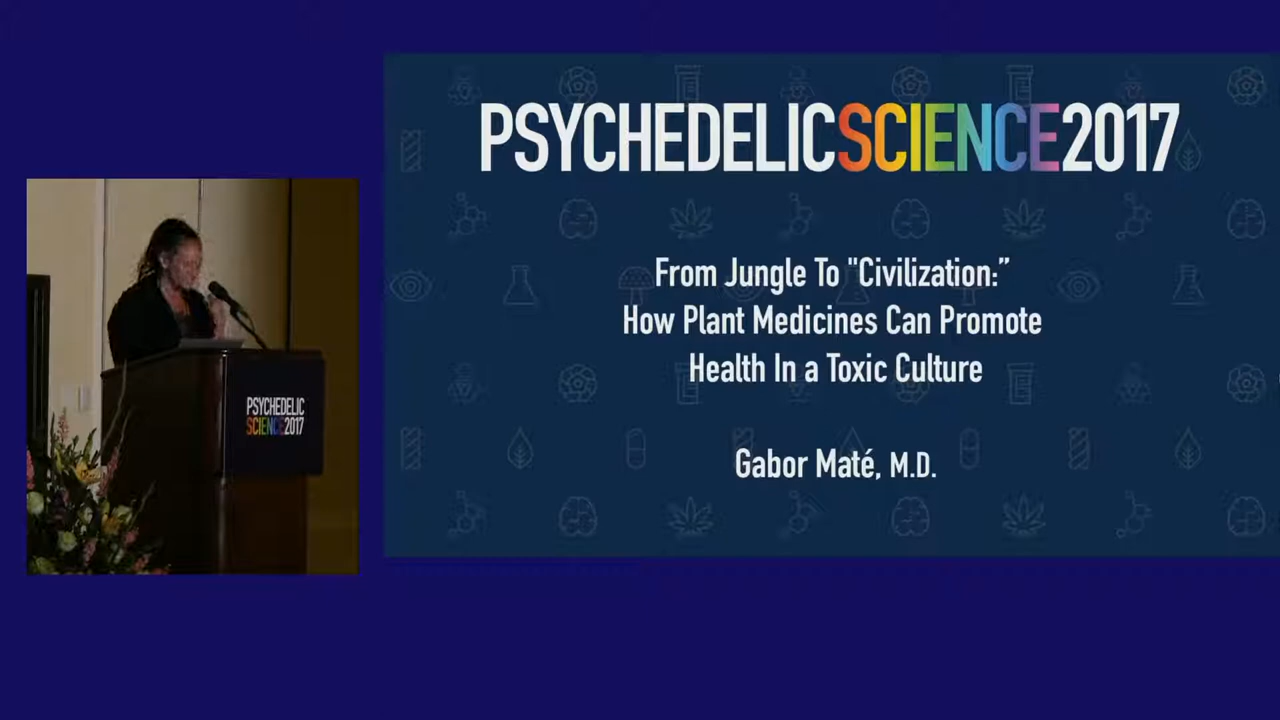 PSYCHEDELICSCIENCE2017
From Jungle To "Civilization:”
How Plant Medicines Can Promote
Health In a Toxic Culture
Gabor Maté, M.D.
PSYCHEDELIC
SCIENCE2017